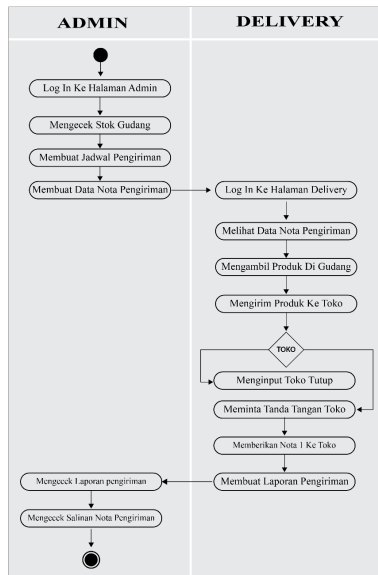 ADMIN
DELIVERY
Log In Ke Halaman Admin
Mengecek Stok Gudang
Membuat Jadwal Pengiriman
Membuat Data Nota Pengiriman
Log In Ke Halaman Delivery
Melihat Data Nota Pengiriman
Mengambil Produk Di Gudang
Mengirim Produk Ke Toko
TOKO
Menginput Toko Tutup
Meminta Tanda Tangan Toko
Memberikan Nota 1 Ke Toko
Membuat Laporan Pengiriman
Mengecek Laporan pengiriman
Mengecek Salinan Nota Pengiriman